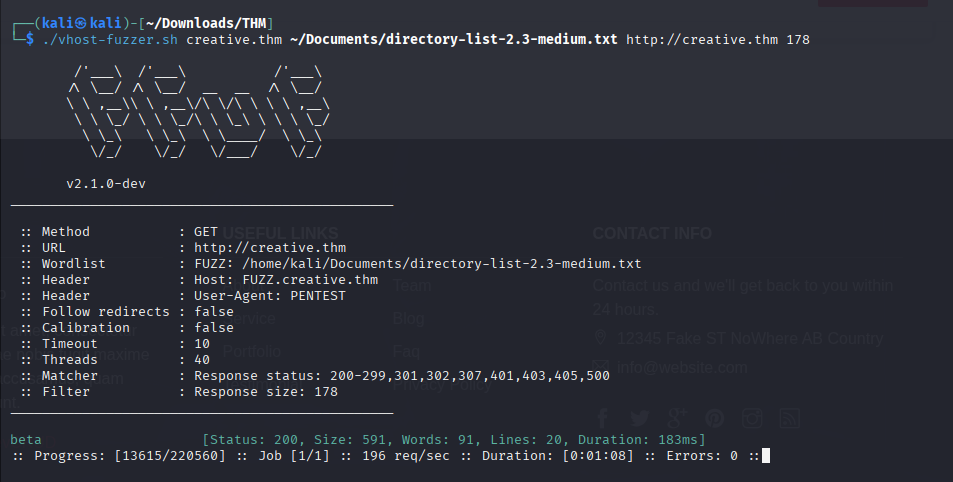 ┌──(kali㉿kali)-[~/Downloads/THM]
└─$ ./vhost-fuzzer.sh creative.thm ~/Documents/directory-list-2.3-medium.txt http://creative.thm 178
v2.1.0-dev
:: Method : GET
:: URL : http://creative.thm
:: Wordlist : FUZZ: /home/kali/Documents/directory-list-2.3-medium.txt
:: Header : Host: FUZZ.creative.thm
:: Header : User-Agent: PENTEST
:: Follow redirects : false
:: Calibration : false
:: Timeout : 10
:: Threads : 40
:: Matcher : Response status: 200-299,301,302,307,401,403,405,500
:: Filter : Response size: 178
beta [Status: 200, Size: 591, Words: 91, Lines: 20, Duration: 183ms]
:: Progress: [13615/220560] :: Job [1/1] :: 196 req/sec :: Duration: [0:01:08] :: Errors: 0 ::
USEFUL LINKS
Team
Service
Blog
Portfolio
Faq
Privacy Policy
CONTACT INFO
Contact us and we'll get back to you within
24 hours.
12345 Fake ST NoWhere AB Country
info@website.com